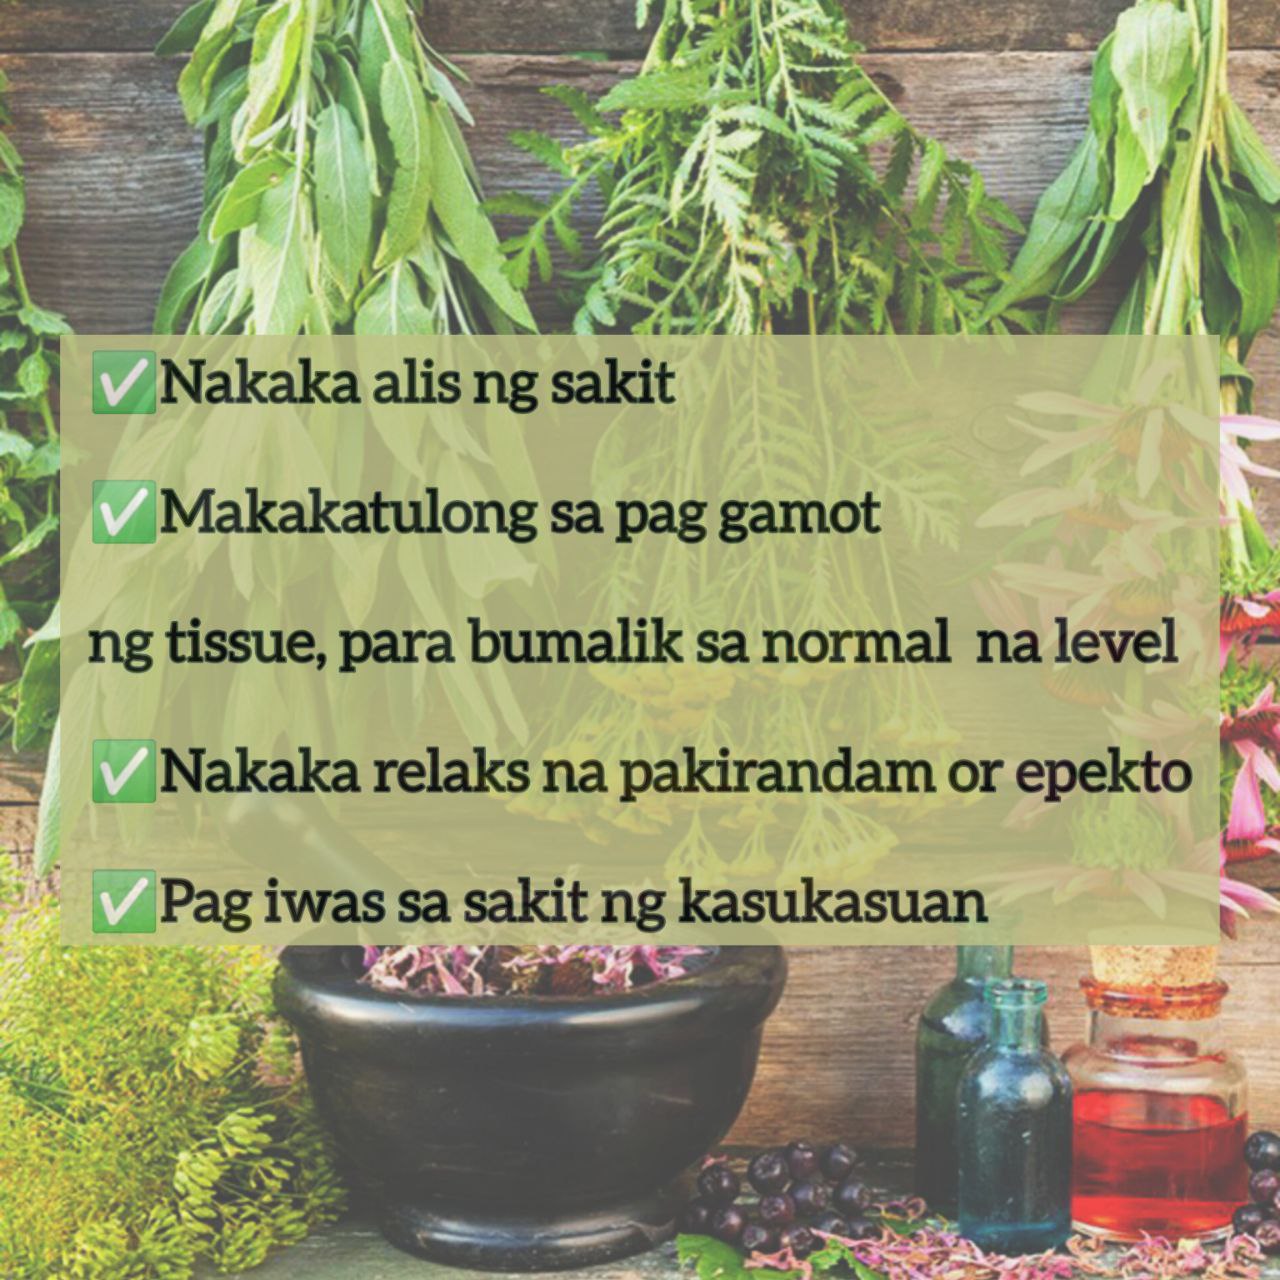 ✅Nakaka alis ng sakit
✅Makakatulong sa pag gamot
ng tissue, para bumalik sa normal na level
✅Nakaka relaks na pakirandam or epekto
✅Pag iwas sa sakit ng kasukasuan